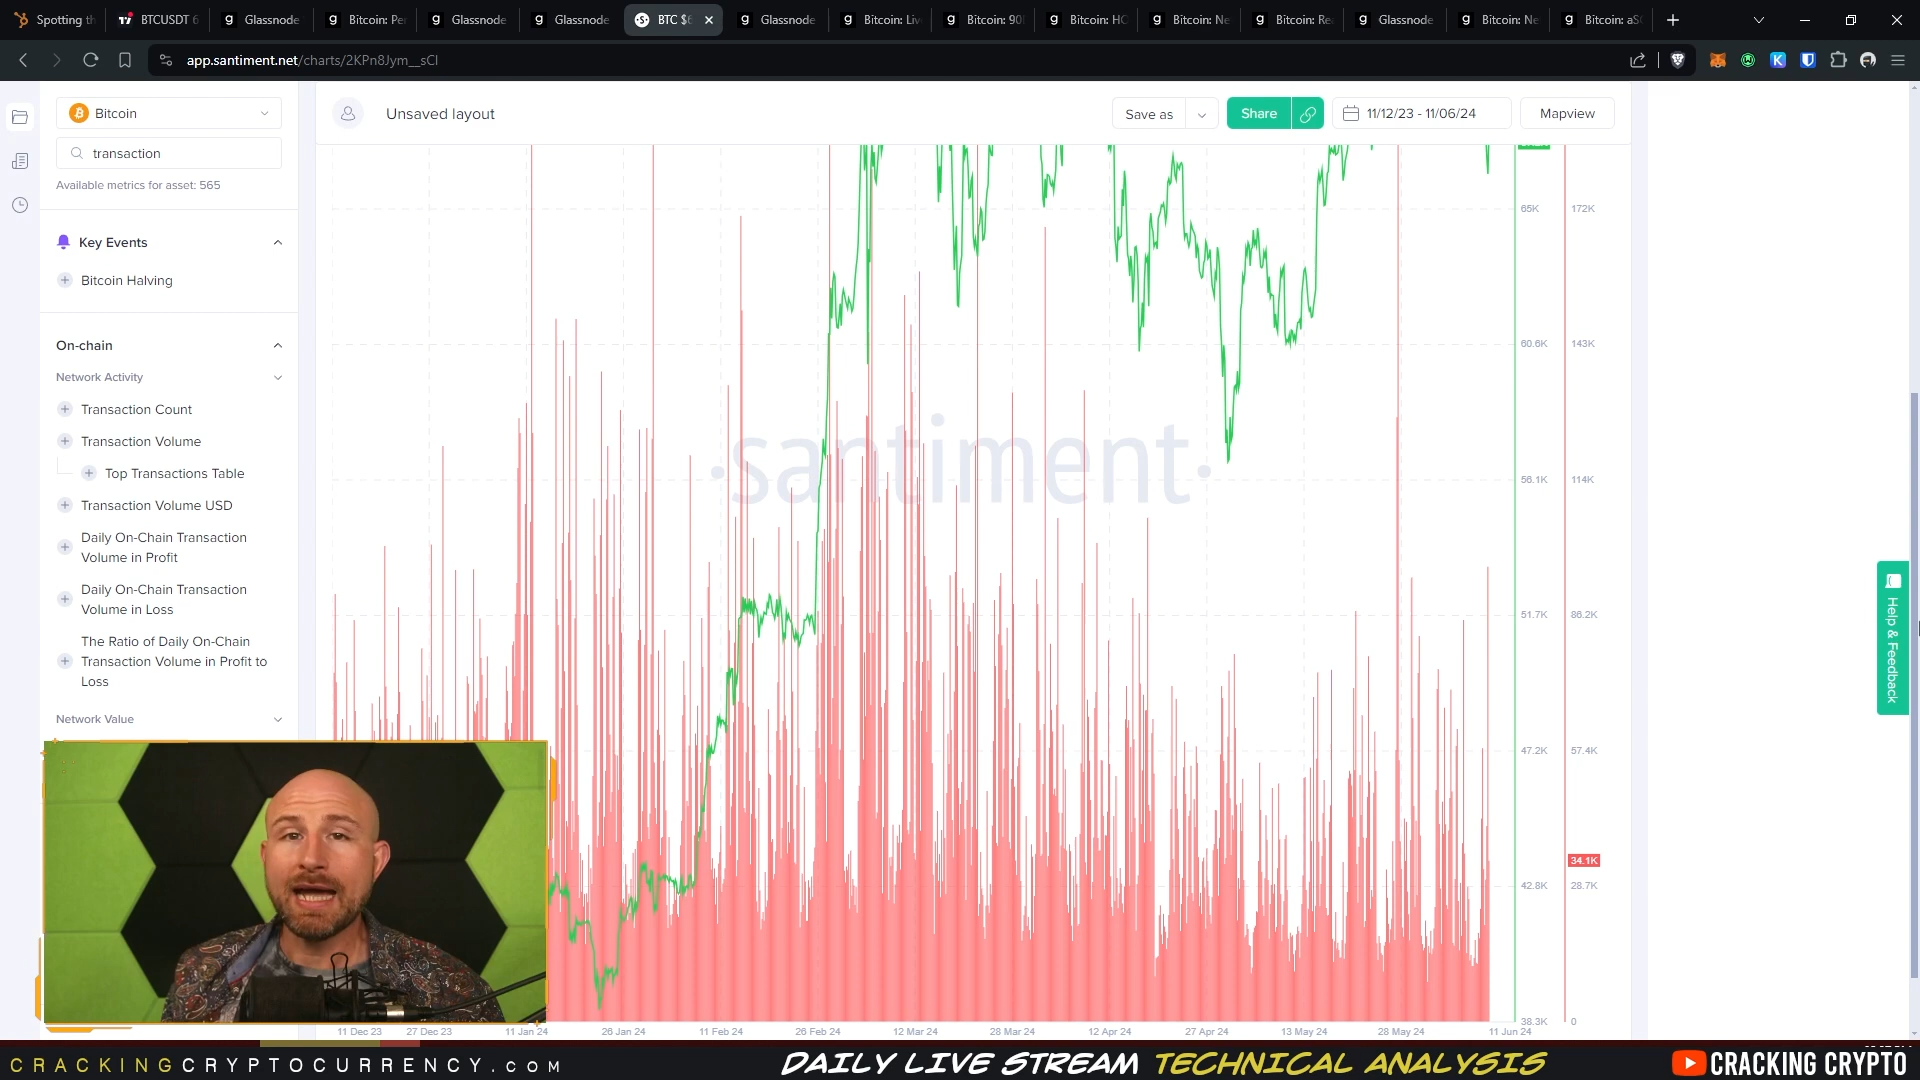 Spotting th
BTCUSDT 6
Glassnode
Bitcoin: Pe
Glassnode
Glassnode
BTC $6
Glassnode
Bitcoin: Liv
Bitcoin: 90
Bitcoin: HO
Bitcoin: Ne
Bitcoin: Re
Glassnode
Bitcoin: Ne
Bitcoin: aS
app.santiment.net/charts/2KPn8Jym__sCl
Bitcoin
transaction
Available metrics for asset: 565
Key Events
Bitcoin Halving
On-chain
Network Activity
Transaction Count
Transaction Volume
Top Transactions Table
Transaction Volume USD
Daily On-Chain Transaction
Volume in Profit
Daily On-Chain Transaction
Volume in Loss
The Ratio of Daily On-Chain
Transaction Volume in Profit to
Loss
Network Value
Unsaved layout
Save as
Share
11/12/23 - 11/06/24
Mapview
·santiment·
65K 172K
60.6K 143K
56.1K 114K
51.7K 86.2K
47.2K 57.4K
34.1K
42.8K 28.7K
38.3K 0
11 Dec 23 27 Dec 23 11 Jan 24 26 Jan 24 11 Feb 24 26 Feb 24 12 Mar 24 28 Mar 24 12 Apr 24 27 Apr 24 13 May 24 28 May 24 11 Jun 24
Help & Feedback
CRACKINGCRYPTOCURRENCY.COM
DAILY LIVE STREAM TECHNICAL ANALYSIS
CRACKING CRYPTO